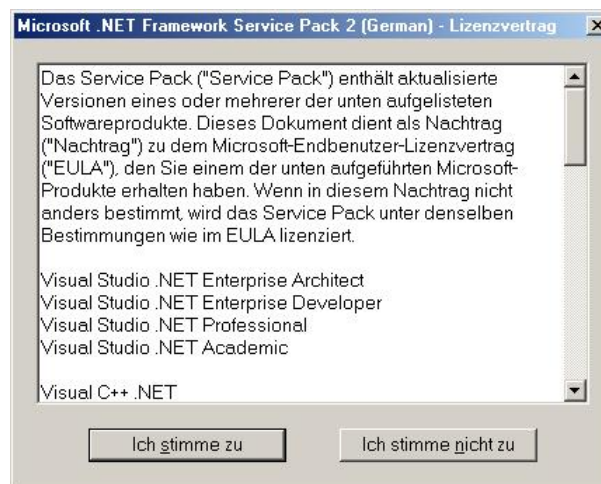 Microsoft .NET Framework Service Pack 2 (German) - Lizenzvertrag
Das Service Pack ("Service Pack") enthält aktualisierte
Versionen eines oder mehrerer der unten aufgelisteten
Softwareprodukte. Dieses Dokument dient als Nachtrag
("Nachtrag") zu dem Microsoft-Endbenutzer-Lizenzvertrag
("EULA"), den Sie einem der unten aufgeführten Microsoft-
Produkte erhalten haben. Wenn in diesem Nachtrag nicht
anders bestimmt, wird das Service Pack unter denselben
Bestimmungen wie im EULA lizenziert.
Visual Studio .NET Enterprise Architect
Visual Studio .NET Enterprise Developer
Visual Studio .NET Professional
Visual Studio .NET Academic
Visual C++ .NET
Ich stimme zu
Ich stimme nicht zu